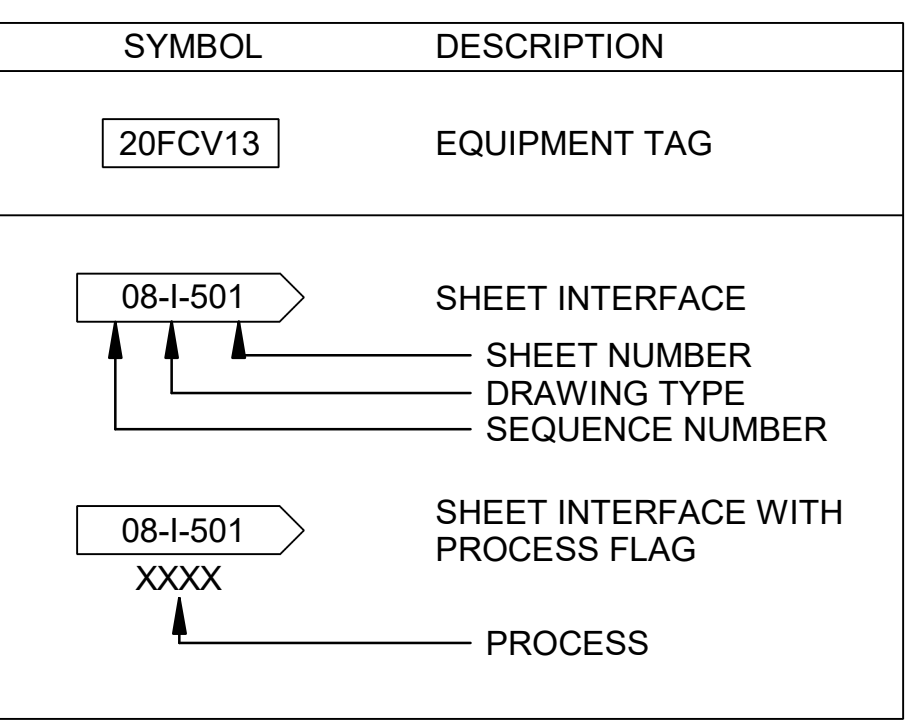 SYMBOL DESCRIPTION
20FCV13 EQUIPMENT TAG
08-I-501 SHEET INTERFACE
SHEET NUMBER
DRAWING TYPE
SEQUENCE NUMBER
08-I-501 SHEET INTERFACE WITH
PROCESS FLAG
XXXX
PROCESS